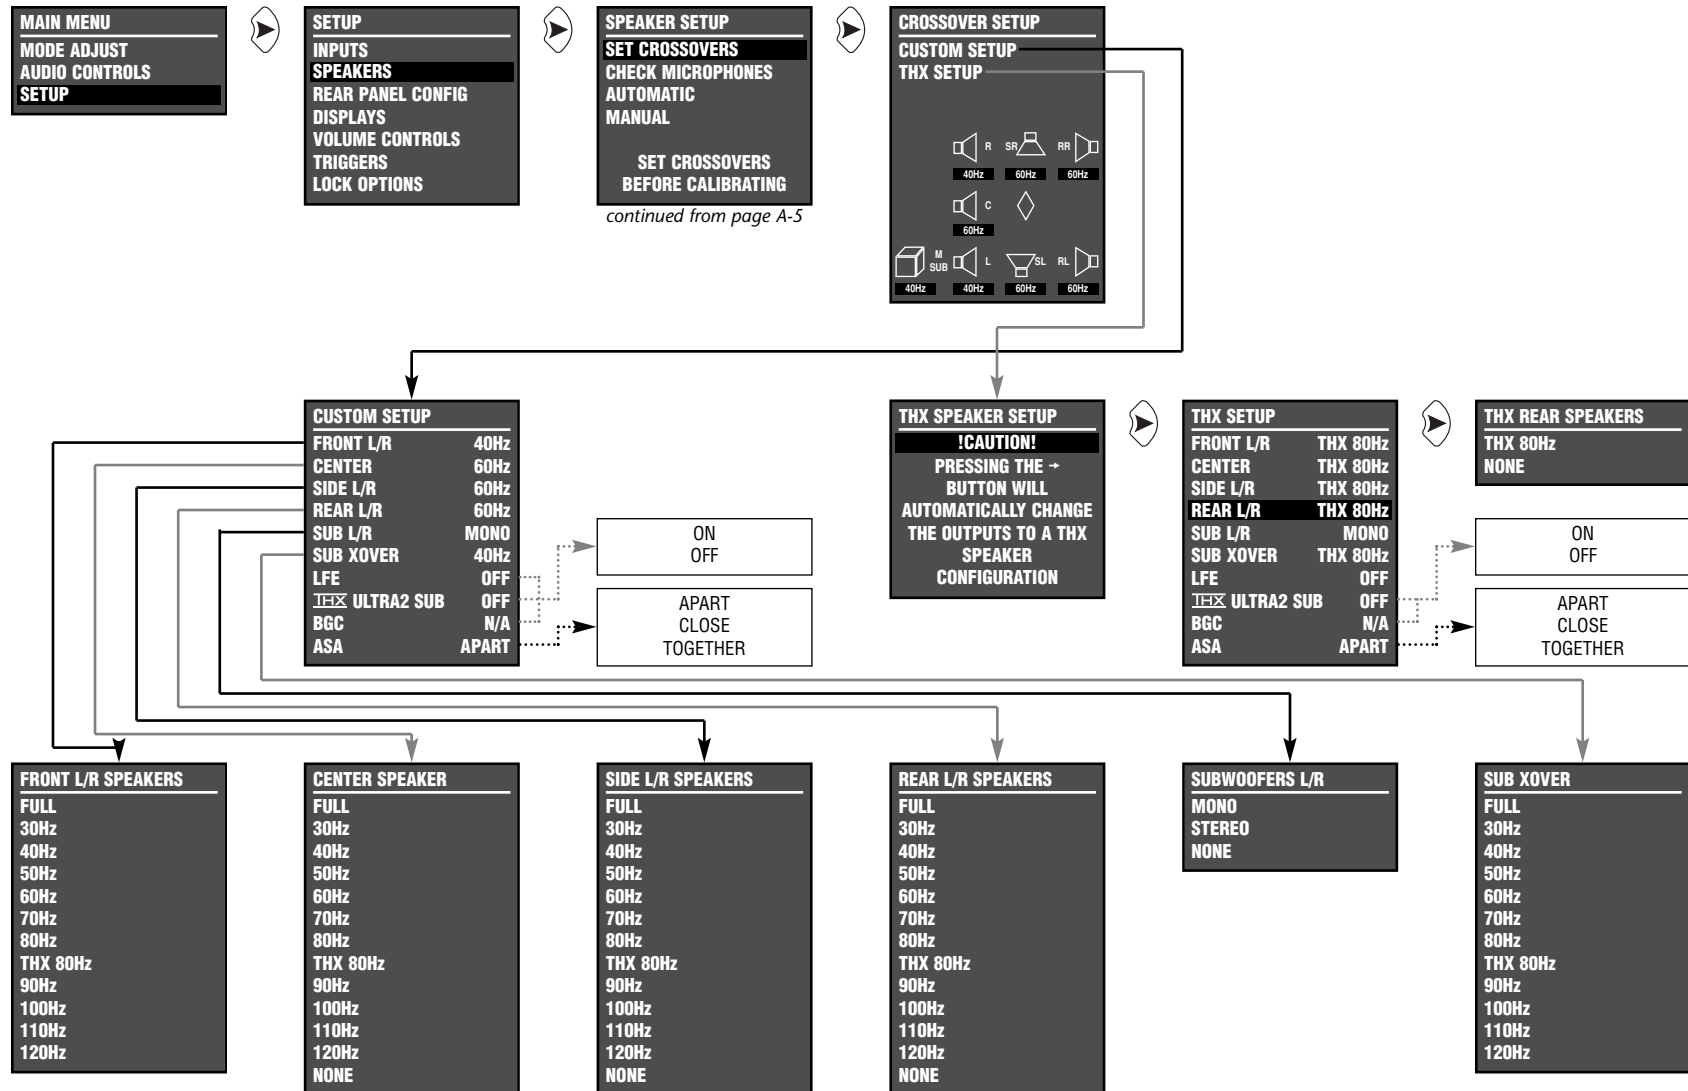 MAIN MENU
MODE ADJUST
AUDIO CONTROLS
SETUP
SETUP
INPUTS
SPEAKERS
REAR PANEL CONFIG
DISPLAYS
VOLUME CONTROLS
TRIGGERS
LOCK OPTIONS
SPEAKER SETUP
SET CROSSOVERS
CHECK MICROPHONES
AUTOMATIC
MANUAL
SET CROSSOVERS
BEFORE CALIBRATING
continued from page A-5
CROSSOVER SETUP
CUSTOM SETUP
THX SETUP
R SR RR
40Hz 60Hz 60Hz
C
60Hz
M
SUB L SL RL
40Hz 40Hz 60Hz 60Hz
CUSTOM SETUP
FRONT L/R 40Hz
CENTER 60Hz
SIDE L/R 60Hz
REAR L/R 60Hz
SUB L/R MONO
SUB XOVER 40Hz
LFE OFF
THX ULTRA2 SUB OFF
BGC N/A
ASA APART
ON
OFF
APART
CLOSE
TOGETHER
THX SPEAKER SETUP
!CAUTION!
PRESSING THE →
BUTTON WILL
AUTOMATICALLY CHANGE
THE OUTPUTS TO A THX
SPEAKER
CONFIGURATION
THX SETUP
FRONT L/R THX 80Hz
CENTER THX 80Hz
SIDE L/R THX 80Hz
REAR L/R THX 80Hz
SUB L/R MONO
SUB XOVER THX 80Hz
LFE OFF
THX ULTRA2 SUB OFF
BGC N/A
ASA APART
THX REAR SPEAKERS
THX 80Hz
NONE
ON
OFF
APART
CLOSE
TOGETHER
FRONT L/R SPEAKERS
FULL
30Hz
40Hz
50Hz
60Hz
70Hz
80Hz
THX 80Hz
90Hz
100Hz
110Hz
120Hz
CENTER SPEAKER
FULL
30Hz
40Hz
50Hz
60Hz
70Hz
80Hz
THX 80Hz
90Hz
100Hz
110Hz
120Hz
NONE
SIDE L/R SPEAKERS
FULL
30Hz
40Hz
50Hz
60Hz
70Hz
80Hz
THX 80Hz
90Hz
100Hz
110Hz
120Hz
NONE
REAR L/R SPEAKERS
FULL
30Hz
40Hz
50Hz
60Hz
70Hz
80Hz
THX 80Hz
90Hz
100Hz
110Hz
120Hz
NONE
SUBWOOFERS L/R
MONO
STEREO
NONE
SUB XOVER
FULL
30Hz
40Hz
50Hz
60Hz
70Hz
80Hz
THX 80Hz
90Hz
100Hz
110Hz
120Hz